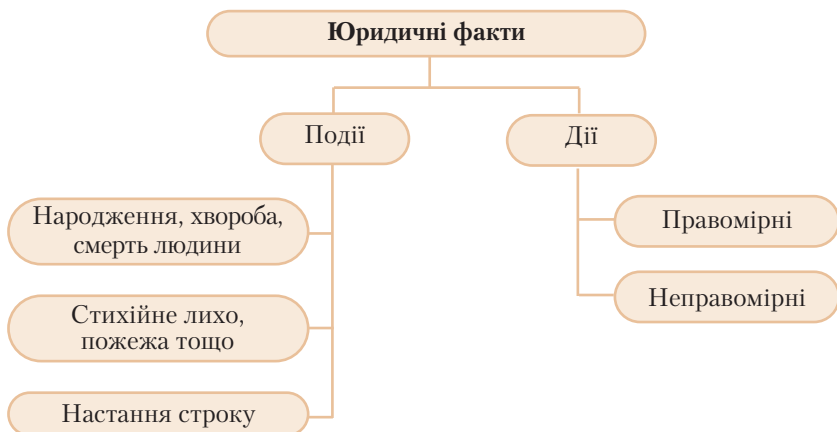 Юридичні факти
Події
Дії
Народження, хвороба,
смерть людини
Стихійне лихо,
пожежа тощо
Настання строку
Правомірні
Неправомірні